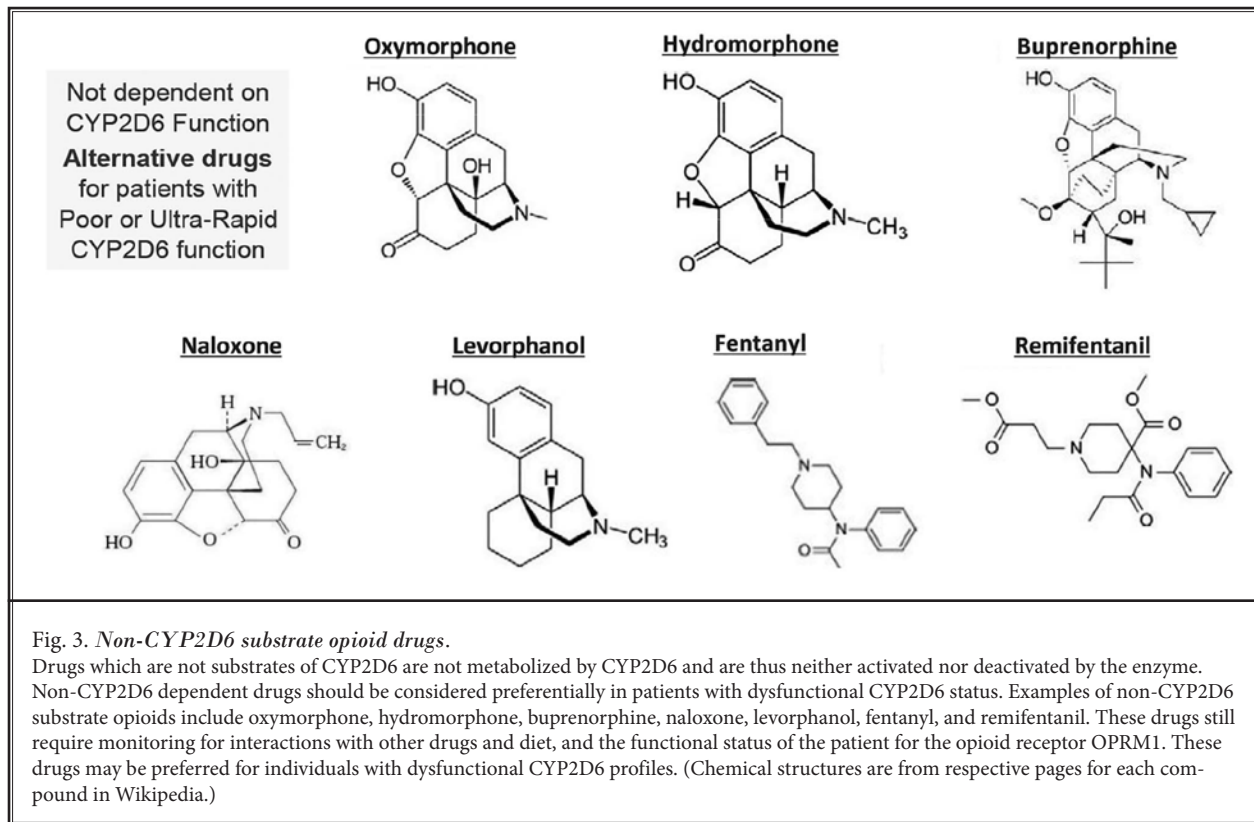 Not dependent on
CYP2D6 Function
Alternative drugs
for patients with
Poor or Ultra-Rapid
CYP2D6 function
Oxymorphone
HO
O
OH
N
O
Hydromorphone
HO
O
H
H
N
CH₃
O
Buprenorphine
HO
O
N
O
OH
H
Naloxone
H
N
CH₂
HO
HO
O
O
Levorphanol
HO
H
N
CH₃
Fentanyl
N
N
O
Remifentanil
O
O
O
O
N
N
O
Fig. 3. Non-CYP2D6 substrate opioid drugs.
Drugs which are not substrates of CYP2D6 are not metabolized by CYP2D6 and are thus neither activated nor deactivated by the enzyme.
Non-CYP2D6 dependent drugs should be considered preferentially in patients with dysfunctional CYP2D6 status. Examples of non-CYP2D6
substrate opioids include oxymorphone, hydromorphone, buprenorphine, naloxone, levorphanol, fentanyl, and remifentanil. These drugs still
require monitoring for interactions with other drugs and diet, and the functional status of the patient for the opioid receptor OPRM1. These
drugs may be preferred for individuals with dysfunctional CYP2D6 profiles. (Chemical structures are from respective pages for each com-
pound in Wikipedia.)